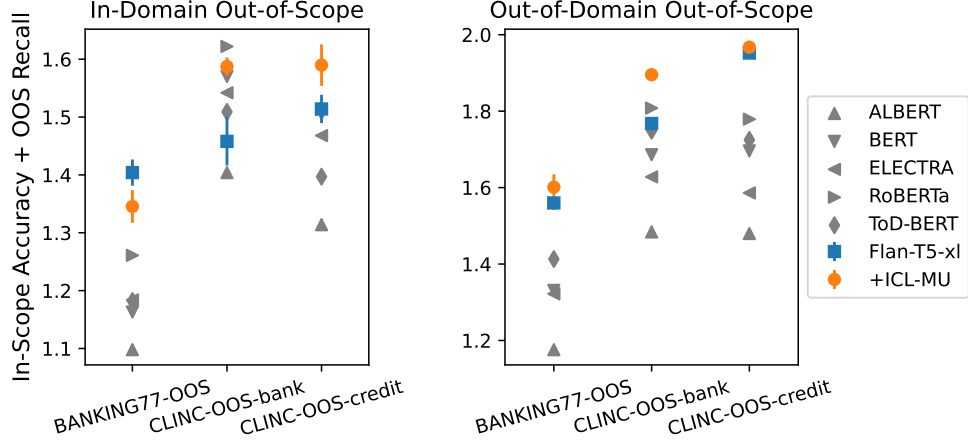 In-Domain Out-of-Scope
In-Scope Accuracy + OOS Recall
1.6
1.5
1.4
1.3
1.2
1.1
BANKING77-OOS
CLINC-OOS-bank
CLINC-OOS-credit
Out-of-Domain Out-of-Scope
2.0
1.8
1.6
1.4
1.2
BANKING77-OOS
CLINC-OOS-bank
CLINC-OOS-credit
ALBERT
BERT
ELECTRA
RoBERTa
ToD-BERT
Flan-T5-xl
+ICL-MU